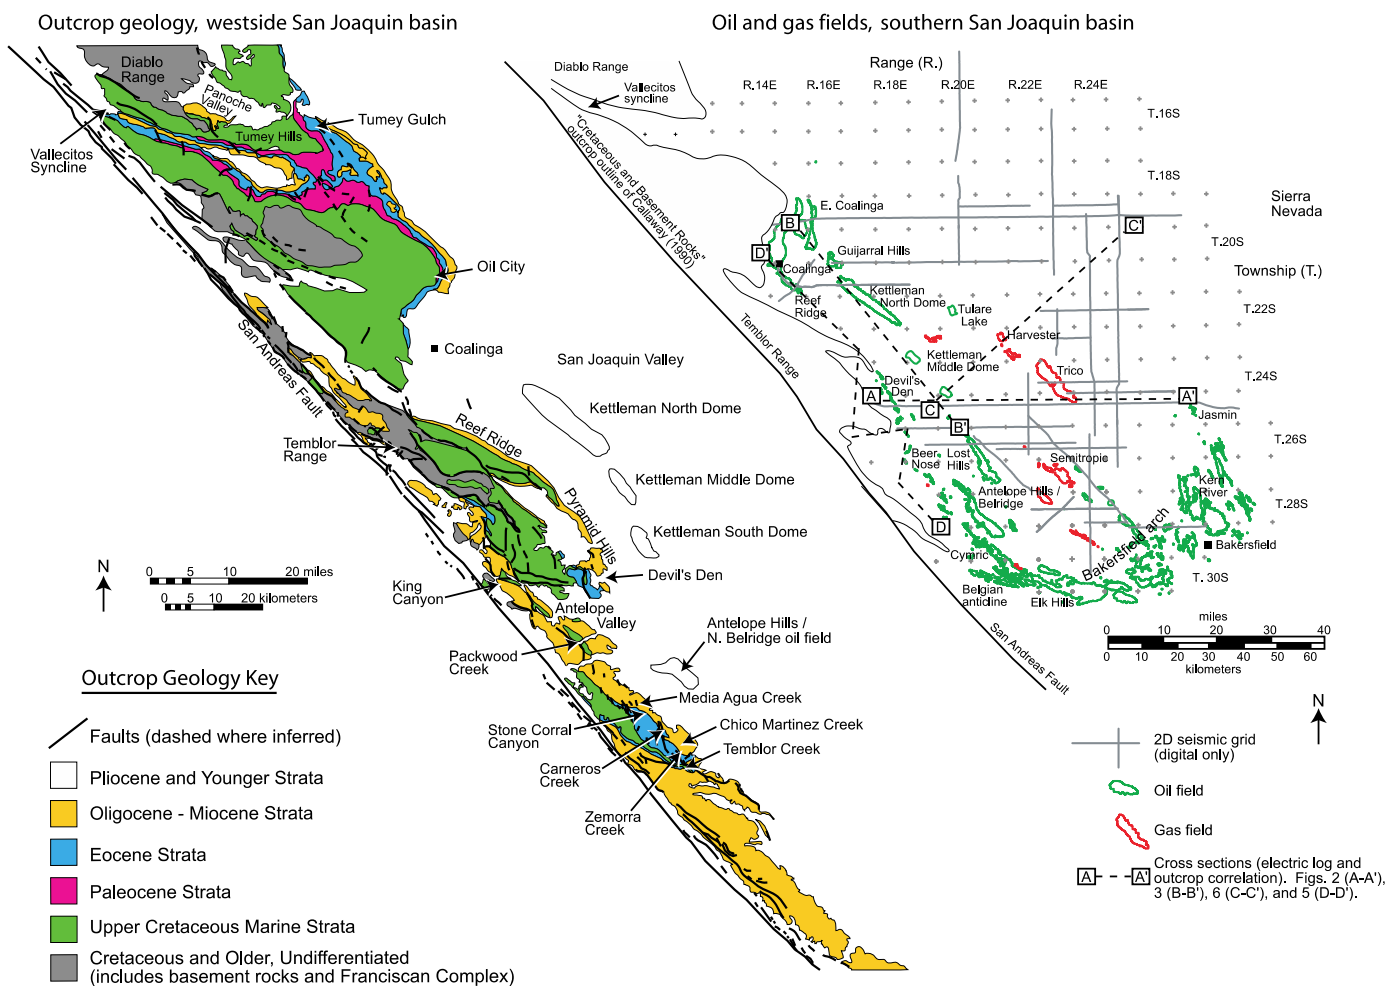 Outcrop geology, westside San Joaquin basin
Diablo
Range
Panoche
Valley
Tumey Hills
Tumey Gulch
Vallecitos
Syncline
Oil City
San Andreas Fault
Coalinga
San Joaquin Valley
Kettleman North Dome
Reef Ridge
Temblor
Range
Kettleman Middle Dome
Pyramid Hills
Kettleman South Dome
Devil's Den
King
Canyon
Antelope
Valley
Antelope Hills /
N. Belridge oil field
Packwood
Creek
Media Agua Creek
Stone Corral
Canyon
Chico Martinez Creek
Temblor Creek
Carneros
Creek
Zemorra
Creek
0 5 10 20 miles
0 5 10 20 kilometers
N
Outcrop Geology Key
Faults (dashed where inferred)
Pliocene and Younger Strata
Oligocene - Miocene Strata
Eocene Strata
Paleocene Strata
Upper Cretaceous Marine Strata
Cretaceous and Older, Undifferentiated
(includes basement rocks and Franciscan Complex)
Oil and gas fields, southern San Joaquin basin
Range (R.)
R.14E R.16E R.18E R.20E R.22E R.24E
Diablo Range
Vallecitos
syncline
"Cretaceous and Basement Rocks"
outcrop outline of Callaway (1990)
T.16S
T.18S
Sierra
Nevada
T.20S
Township (T.)
T.22S
T.24S
T.26S
T.28S
T. 30S
E. Coalinga
B
C'
D'
Guijarral Hills
Coalinga
Reef
Ridge
Kettleman
North Dome
Tulare
Lake
Harvester
Temblor Range
Kettleman
Middle Dome
Trico
Devil's
Den
A
C
A'
B'
Jasmin
Beer
Nose
Lost
Hills
Semitropic
Antelope Hills /
Belridge
Kern
River
D
Cymric
Bakersfield arch
Bakersfield
Belgian
anticline
Elk Hills
San Andreas Fault
miles
0 10 20 30 40
0 10 20 30 40 50 60
kilometers
N
2D seismic grid
(digital only)
Oil field
Gas field
A A'
Cross sections (electric log and
outcrop correlation). Figs. 2 (A-A'),
3 (B-B'), 6 (C-C'), and 5 (D-D').